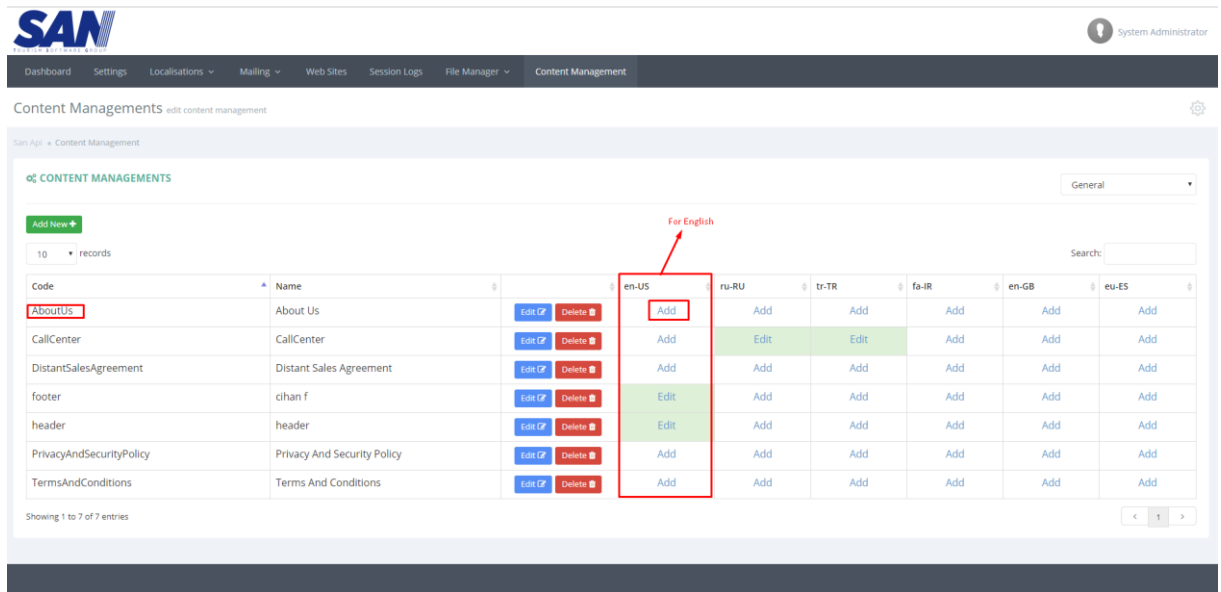 SAN
TOURISM SOFTWARE GROUP
System Administrator
Dashboard Settings Localisations Mailing Web Sites Session Logs File Manager Content Management
Content Managements edit content management
San Api Content Management
CONTENT MANAGEMENTS
General
Add New
For English
10 records
Search:
Code Name en-US ru-RU tr-TR fa-IR en-GB eu-ES
AboutUs About Us Edit Delete Add Add Add Add Add Add
CallCenter CallCenter Edit Delete Add Edit Edit Add Add Add
DistantSalesAgreement Distant Sales Agreement Edit Delete Add Add Add Add Add Add
footer cihan f Edit Delete Edit Add Add Add Add Add
header header Edit Delete Edit Add Add Add Add Add
PrivacyAndSecurityPolicy Privacy And Security Policy Edit Delete Add Add Add Add Add Add
TermsAndConditions Terms And Conditions Edit Delete Add Add Add Add Add Add
Showing 1 to 7 of 7 entries
< 1 >